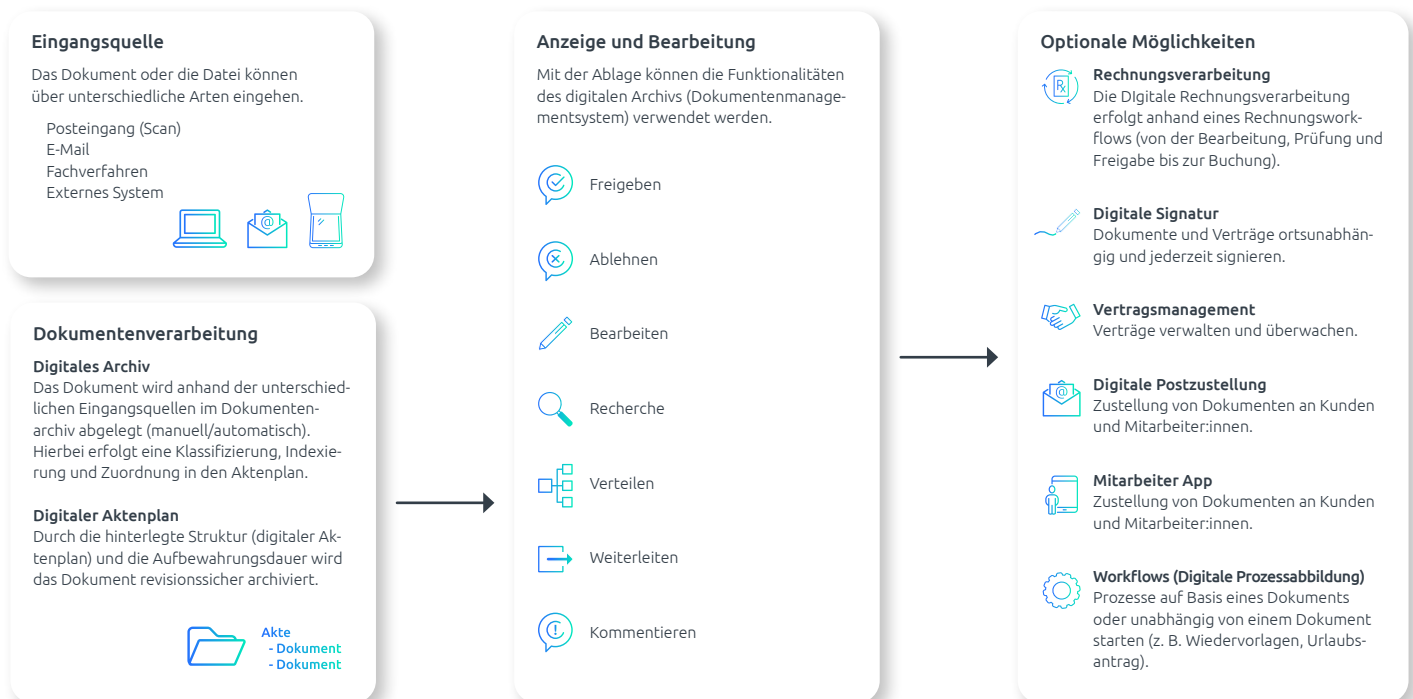 Eingangsquelle
Das Dokument oder die Datei können
über unterschiedliche Arten eingehen.
Posteingang (Scan)
E-Mail
Fachverfahren
Externes System
@
Dokumentenverarbeitung
Digitales Archiv
Das Dokument wird anhand der unterschied-
lichen Eingangsquellen im Dokumenten-
archiv abgelegt (manuell/automatisch).
Hierbei erfolgt eine Klassifizierung, Indexie-
rung und Zuordnung in den Aktenplan.
Digitaler Aktenplan
Durch die hinterlegte Struktur (digitaler Ak-
tenplan) und die Aufbewahrungsdauer wird
das Dokument revisionssicher archiviert.
Akte
- Dokument
- Dokument
Anzeige und Bearbeitung
Mit der Ablage können die Funktionalitäten
des digitalen Archivs (Dokumentenmanage-
mentsystem) verwendet werden.
Freigeben
Ablehnen
Bearbeiten
Recherche
Verteilen
Weiterleiten
Kommentieren
Optionale Möglichkeiten
Rechnungsverarbeitung
Die DIgitale Rechnungsverarbeitung
erfolgt anhand eines Rechnungswork-
flows (von der Bearbeitung, Prüfung und
Freigabe bis zur Buchung).
Digitale Signatur
Dokumente und Verträge ortsunabhän-
gig und jederzeit signieren.
Vertragsmanagement
Verträge verwalten und überwachen.
@
Digitale Postzustellung
Zustellung von Dokumenten an Kunden
und Mitarbeiter:innen.
Mitarbeiter App
Zustellung von Dokumenten an Kunden
und Mitarbeiter:innen.
Workflows (Digitale Prozessabbildung)
Prozesse auf Basis eines Dokuments
oder unabhängig von einem Dokument
starten (z. B. Wiedervorlagen, Urlaubs-
antrag).